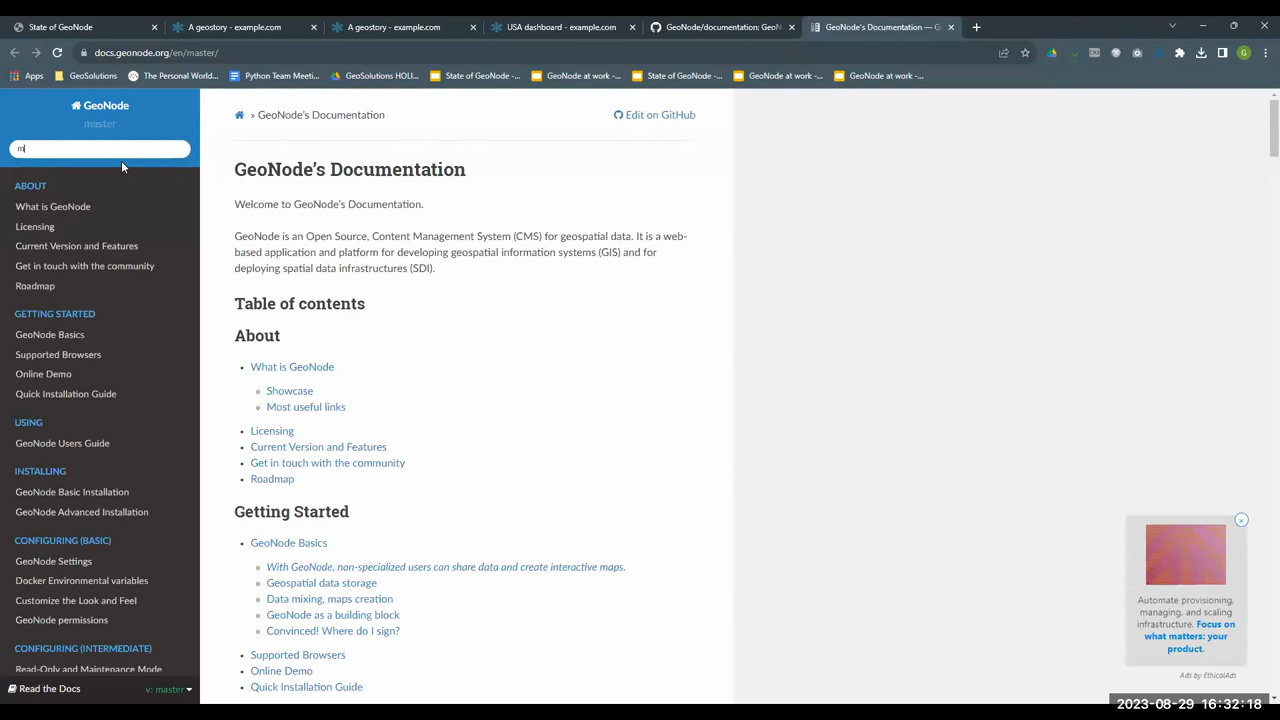 State of GeoNode
A geostory - example.com
A geostory - example.com
USA dashboard - example.com
GeoNode/documentation: GeoN
GeoNode's Documentation — G
docs.geonode.org/en/master/
G
Apps
GeoSolutions
The Personal World...
Python Team Meeti...
GeoSolutions HOLI...
State of GeoNode -...
GeoNode at work -...
State of GeoNode -...
GeoNode at work -...
GeoNode at work -...
GeoNode
master
m
ABOUT
What is GeoNode
Licensing
Current Version and Features
Get in touch with the community
Roadmap
GETTING STARTED
GeoNode Basics
Supported Browsers
Online Demo
Quick Installation Guide
USING
GeoNode Users Guide
INSTALLING
GeoNode Basic Installation
GeoNode Advanced Installation
CONFIGURING (BASIC)
GeoNode Settings
Docker Environmental variables
Customize the Look and Feel
GeoNode permissions
CONFIGURING (INTERMEDIATE)
Read-Only and Maintenance Mode
Read the Docs
v: master
» GeoNode's Documentation
Edit on GitHub
GeoNode's Documentation
Welcome to GeoNode's Documentation.
GeoNode is an Open Source, Content Management System (CMS) for geospatial data. It is a web-
based application and platform for developing geospatial information systems (GIS) and for
deploying spatial data infrastructures (SDI).
Table of contents
About
• What is GeoNode
Showcase
Most useful links
• Licensing
• Current Version and Features
• Get in touch with the community
• Roadmap
Getting Started
• GeoNode Basics
With GeoNode, non-specialized users can share data and create interactive maps.
Geospatial data storage
Data mixing, maps creation
GeoNode as a building block
Convinced! Where do I sign?
• Supported Browsers
• Online Demo
• Quick Installation Guide
Automate provisioning,
managing, and scaling
infrastructure. Focus on
what matters: your
product.
Ads by EthicalAds
2023-08-29 16:32:18